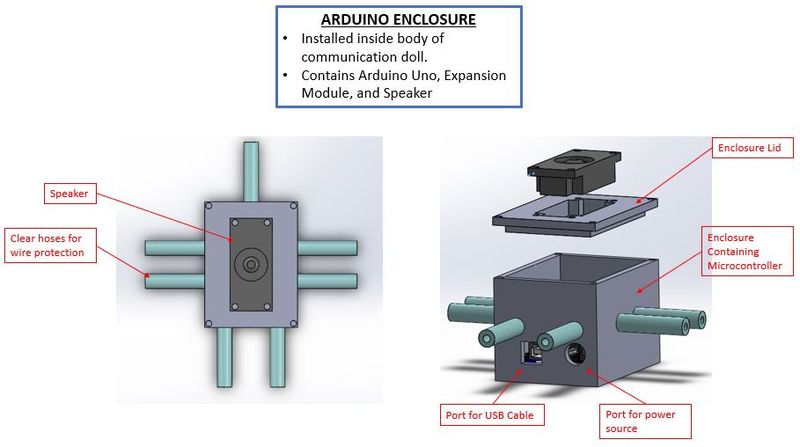 ARDUINO ENCLOSURE
• Installed inside body of
communication doll.
• Contains Arduino Uno, Expansion
Module, and Speaker
Speaker
Clear hoses for
wire protection
Enclosure Lid
Enclosure
Containing
Microcontroller
Port for USB Cable
Port for power
source